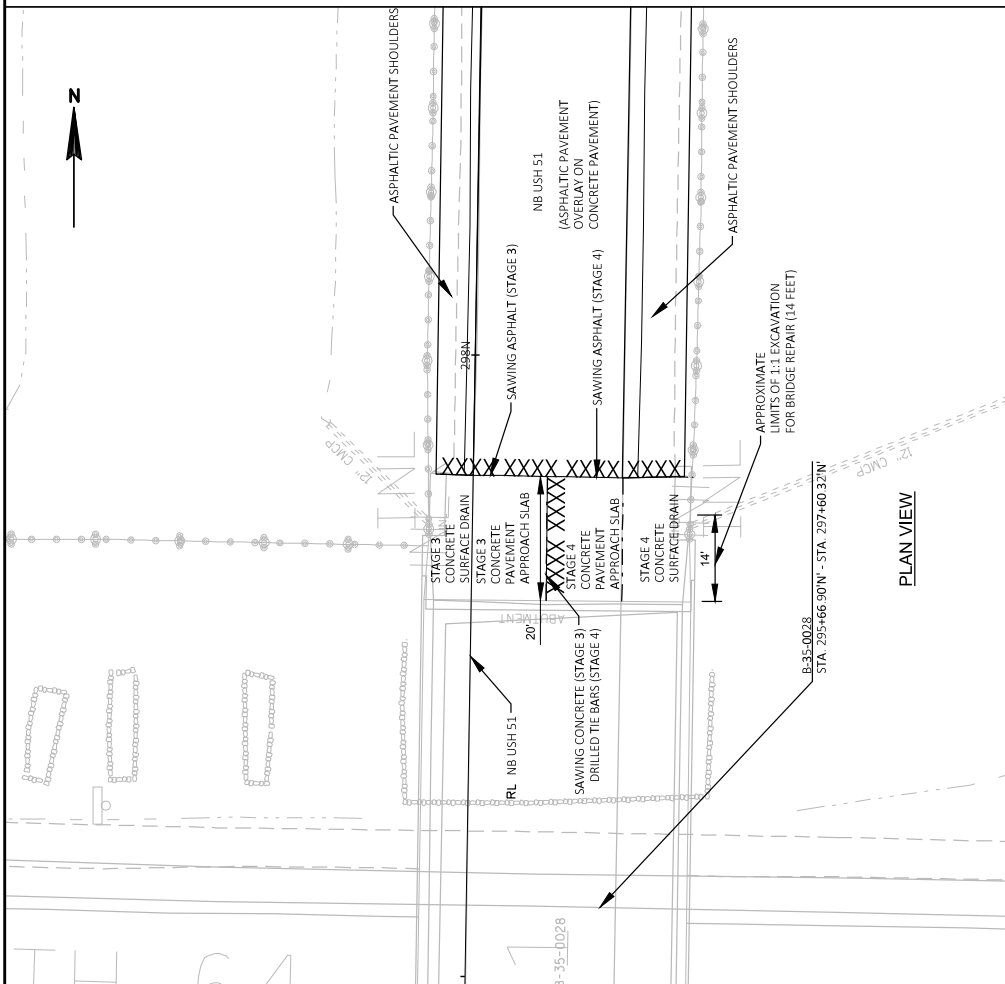 N
ASPHALTIC PAVEMENT SHOULDERS
NB USH 51
(ASPHALTIC PAVEMENT
OVERLAY ON
CONCRETE PAVEMENT)
ASPHALTIC PAVEMENT SHOULDERS
298N
SAWING ASPHALT (STAGE 3)
SAWING ASPHALT (STAGE 4)
APPROXIMATE
LIMITS OF 1:1 EXCAVATION
FOR BRIDGE REPAIR (14 FEET)
12" CMCP
12" CMCP
STAGE 3
CONCRETE
SURFACE DRAIN
STAGE 3
CONCRETE
PAVEMENT
APPROACH SLAB
STAGE 4
CONCRETE
PAVEMENT
APPROACH SLAB
STAGE 4
CONCRETE
SURFACE DRAIN
14'
20'
ABUTMENT
RL NB USH 51
SAWING CONCRETE (STAGE 3)
DRILLED TIE BARS (STAGE 4)
B-35-0028
STA. 295+66.90'N' - STA. 297+60.32'N'
PLAN VIEW
-35-0028